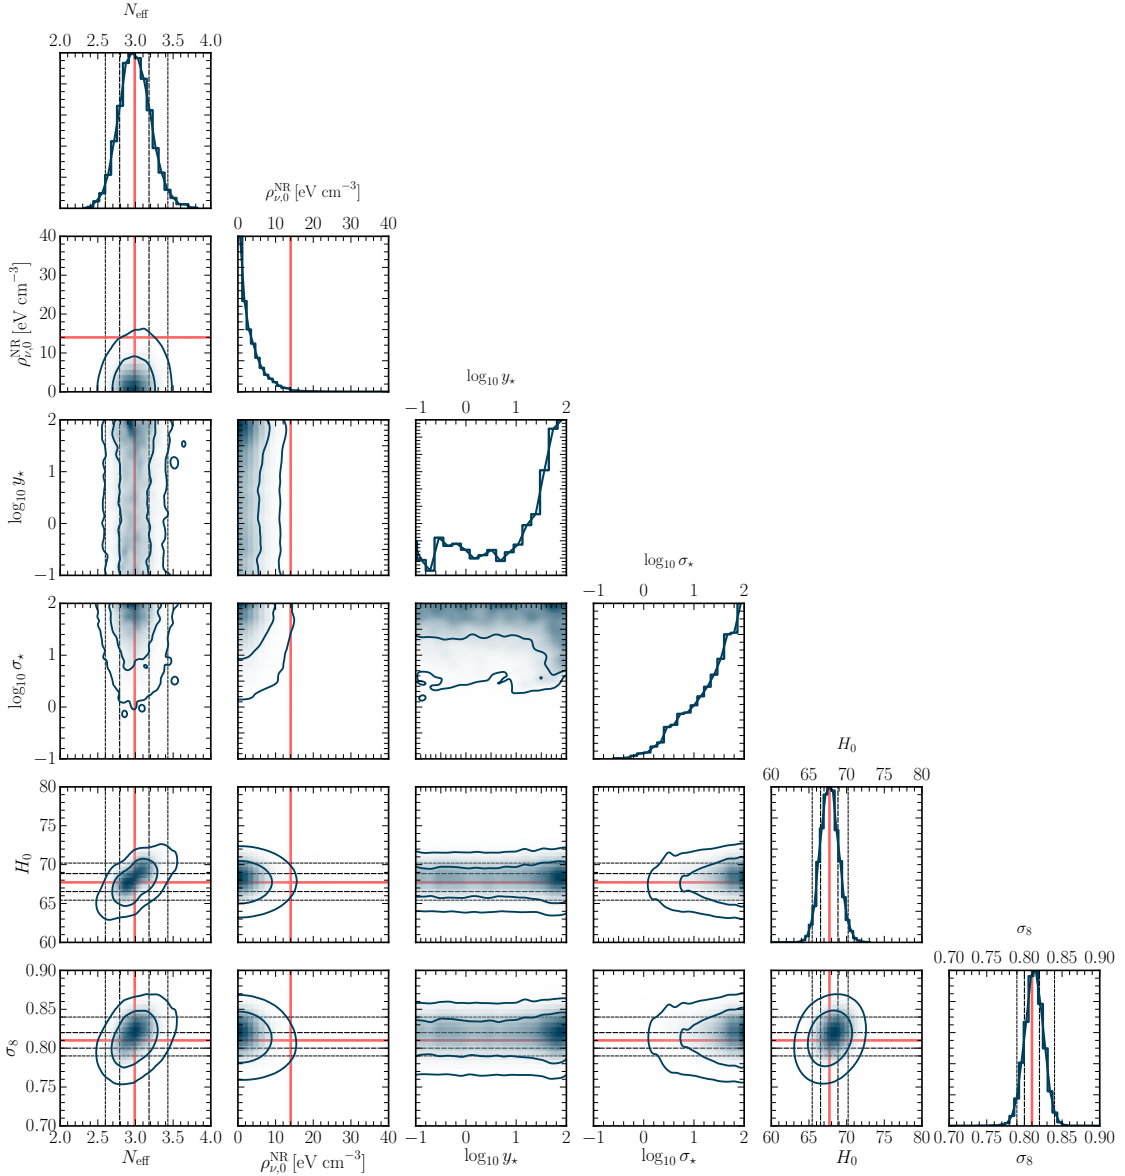 N_eff
2.0 2.5 3.0 3.5 4.0
ρ^NR_ν,0 [eV cm⁻³]
0 10 20 30 40
40
30
20
10
0
ρ^NR_ν,0 [eV cm⁻³]
log₁₀ y⋆
−1 0 1 2
2
1
0
−1
log₁₀ y⋆
log₁₀ σ⋆
−1 0 1 2
2
1
0
−1
log₁₀ σ⋆
H₀
60 65 70 75 80
80
75
70
65
60
H₀
σ₈
0.70 0.75 0.80 0.85 0.90
0.90
0.85
0.80
0.75
0.70
σ₈
2.0 2.5 3.0 3.5 4.0 0 10 20 30 40 −1 0 1 2 −1 0 1 2 60 65 70 75 80 0.70 0.75 0.80 0.85 0.90
N_eff ρ^NR_ν,0 [eV cm⁻³] log₁₀ y⋆ log₁₀ σ⋆ H₀ σ₈